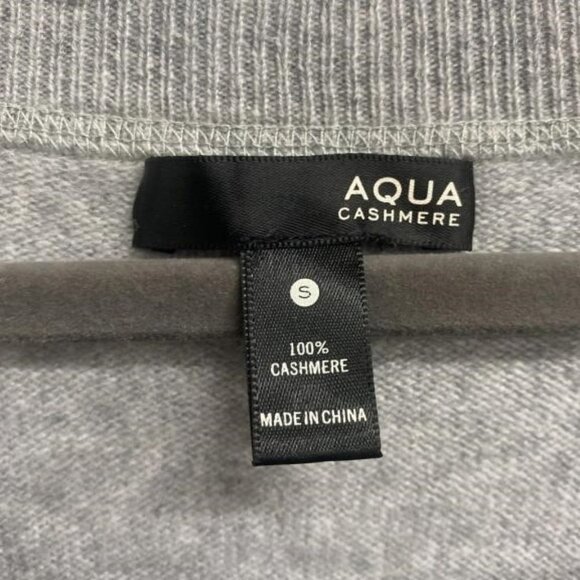 AQUA
CASHMERE
S
100%
CASHMERE
MADE IN CHINA